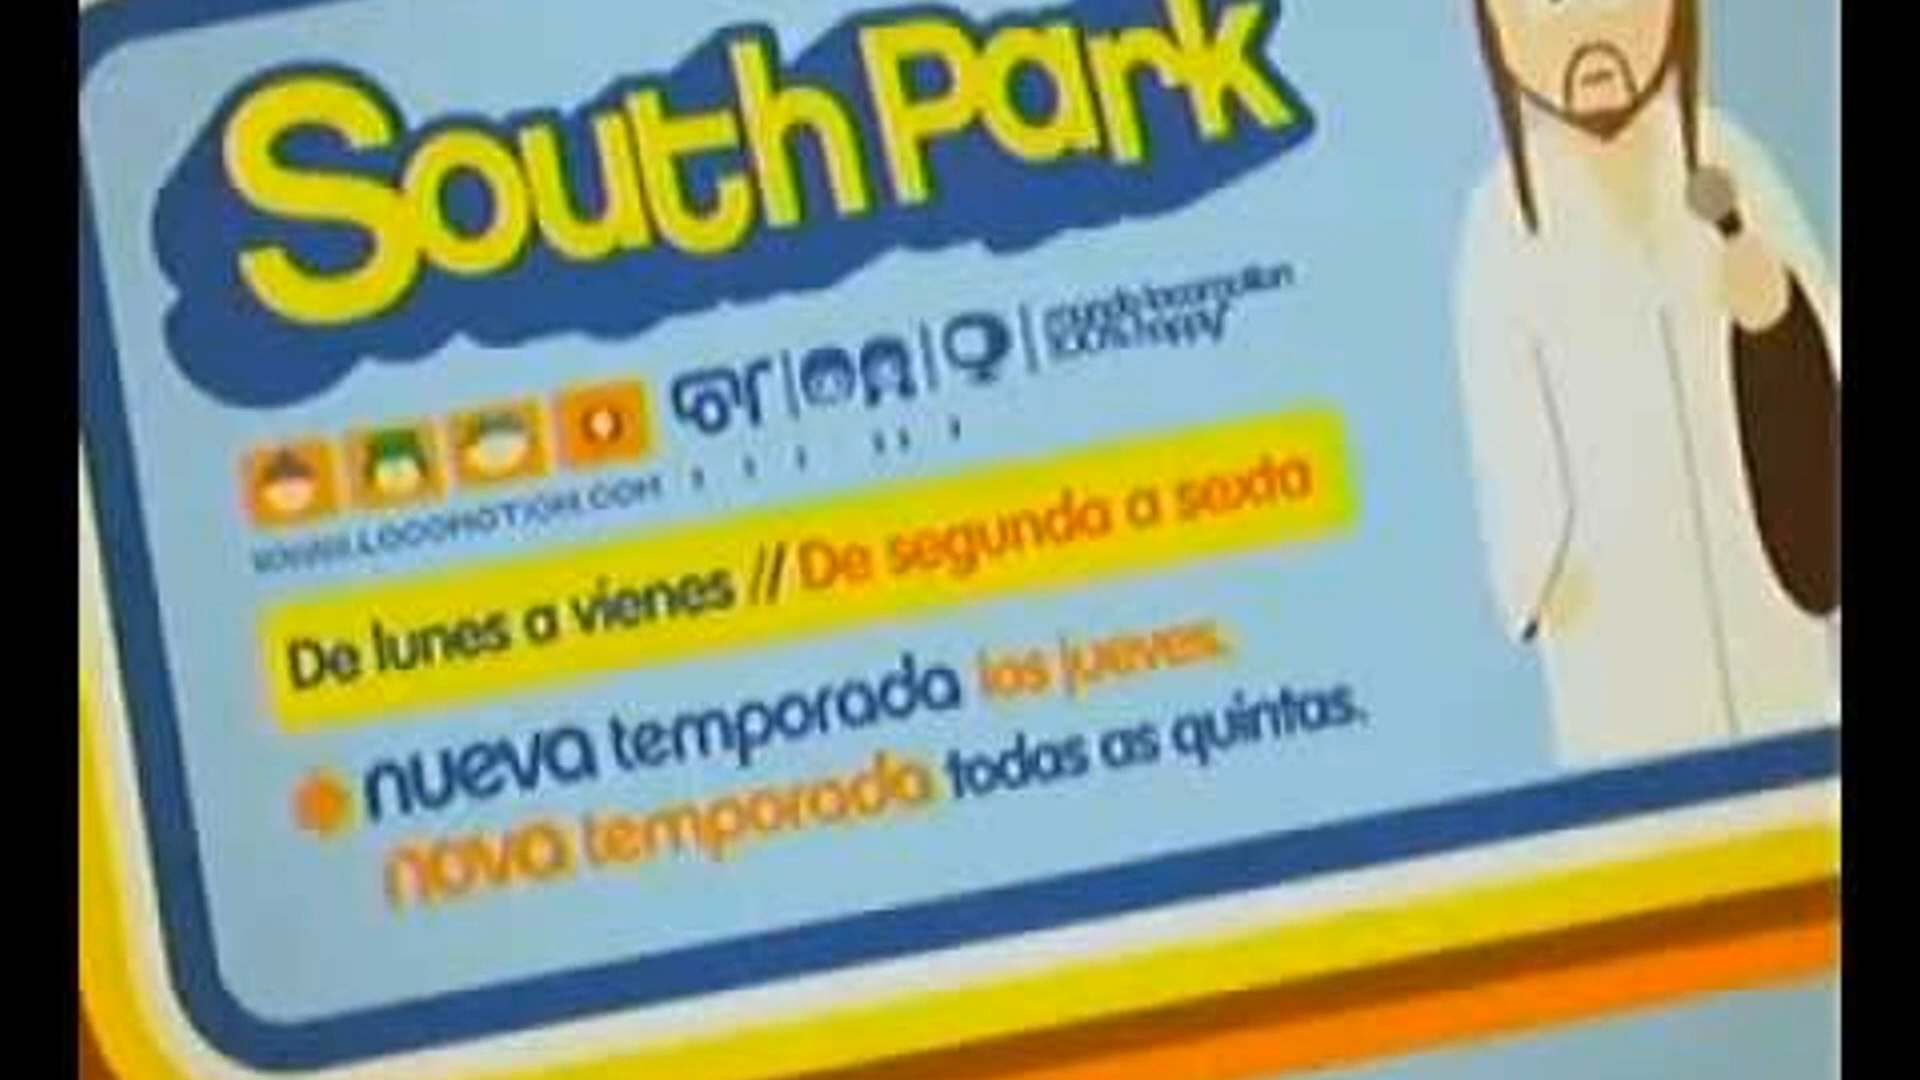 South Park
www.LOCOMOTION.COM
De lunes a vienes // De segunda a sexta
nueva temporada los jueves.
nova temporada todas as quintas.